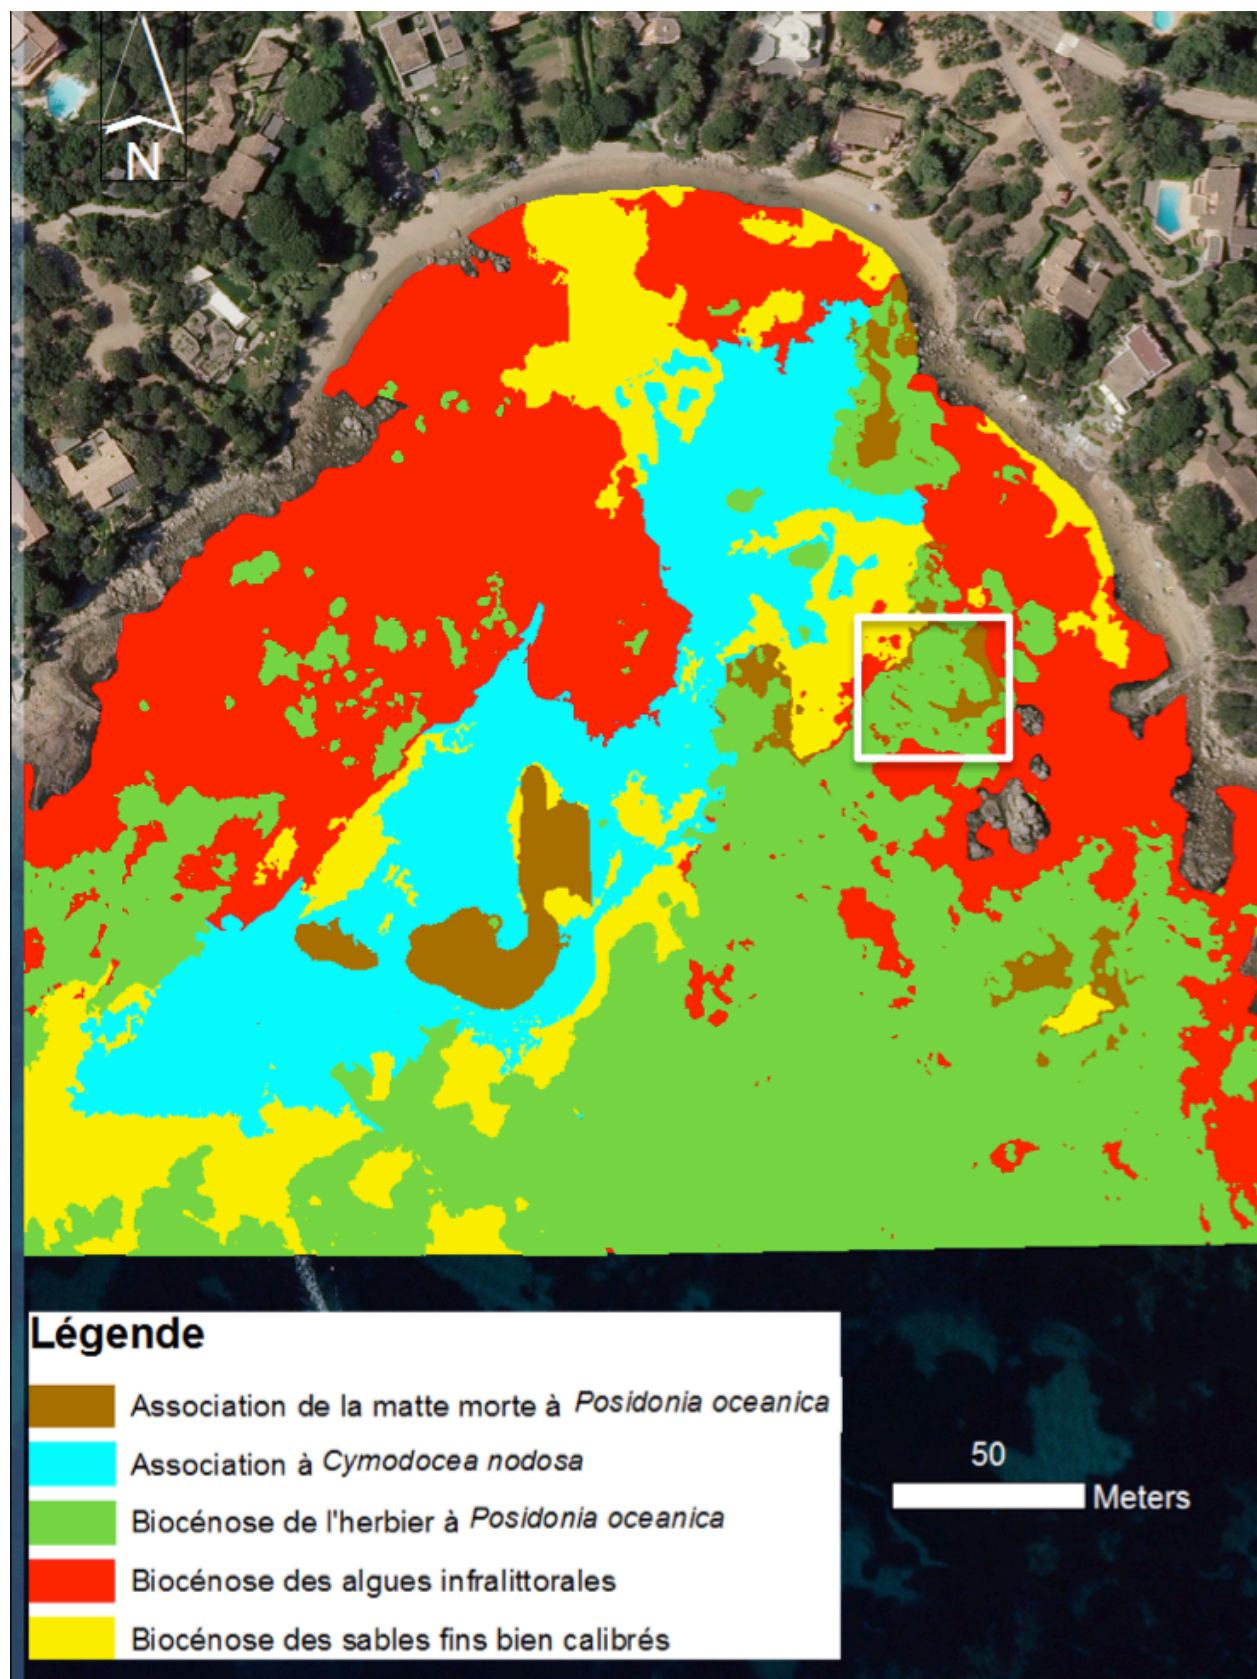 N
Légende
Association de la matte morte à Posidonia oceanica
Association à Cymodocea nodosa
Biocénose de l'herbier à Posidonia oceanica
Biocénose des algues infralittorales
Biocénose des sables fins bien calibrés
50
Meters